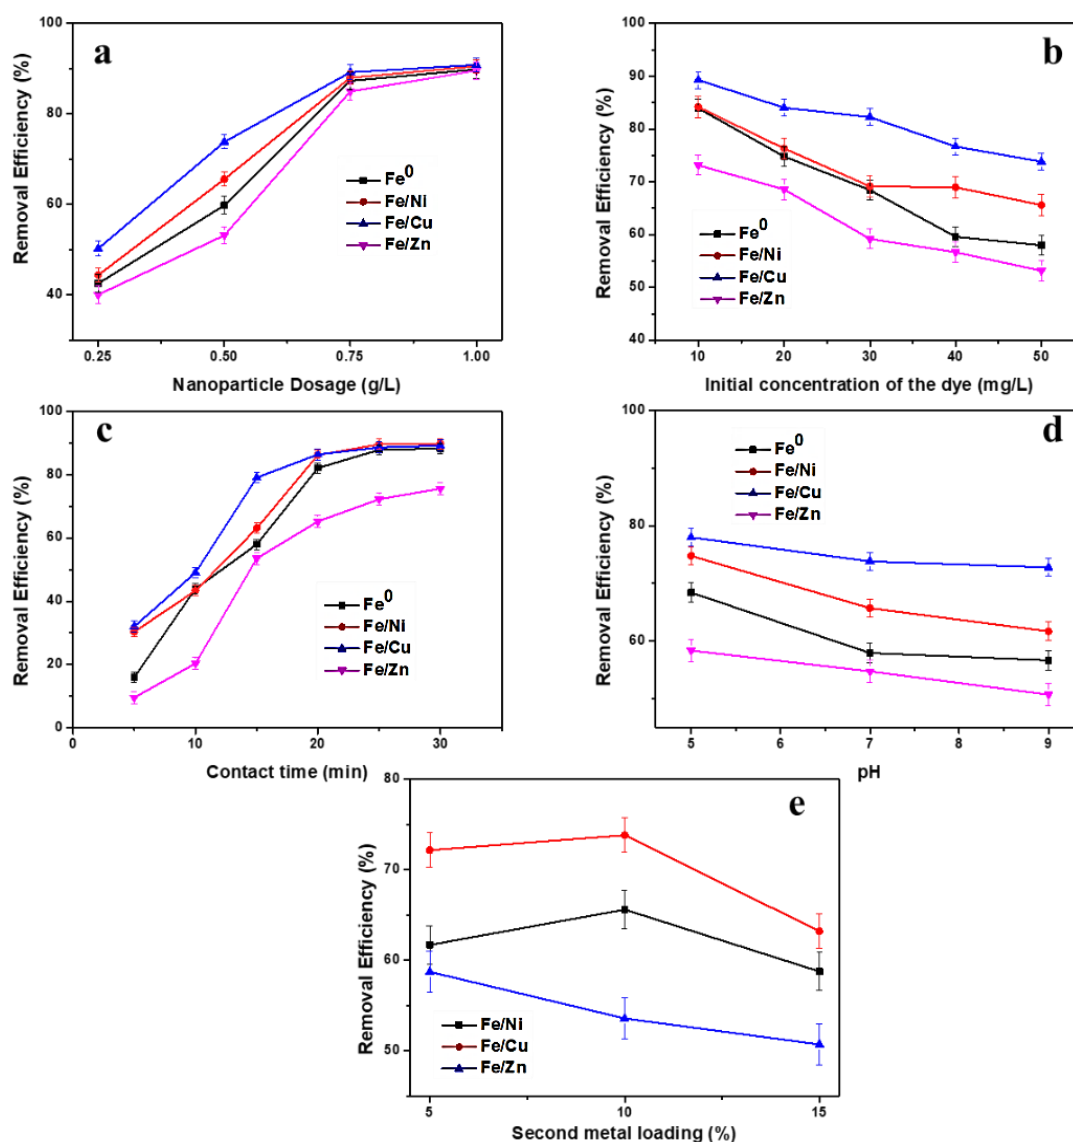 a
Removal Efficiency (%)
100
80
60
40
Fe0
Fe/Ni
Fe/Cu
Fe/Zn
0.25 0.50 0.75 1.00
Nanoparticle Dosage (g/L)
b
Removal Efficiency (%)
100
90
80
70
60
50
40
Fe0
Fe/Ni
Fe/Cu
Fe/Zn
10 20 30 40 50
Initial concentration of the dye (mg/L)
c
Removal Efficiency (%)
100
80
60
40
20
0
Fe0
Fe/Ni
Fe/Cu
Fe/Zn
0 10 20 30
Contact time (min)
d
Removal Efficiency (%)
100
80
60
Fe0
Fe/Ni
Fe/Cu
Fe/Zn
5 6 7 8 9
pH
e
Removal Efficiency (%)
80
70
60
50
Fe/Ni
Fe/Cu
Fe/Zn
5 10 15
Second metal loading (%)